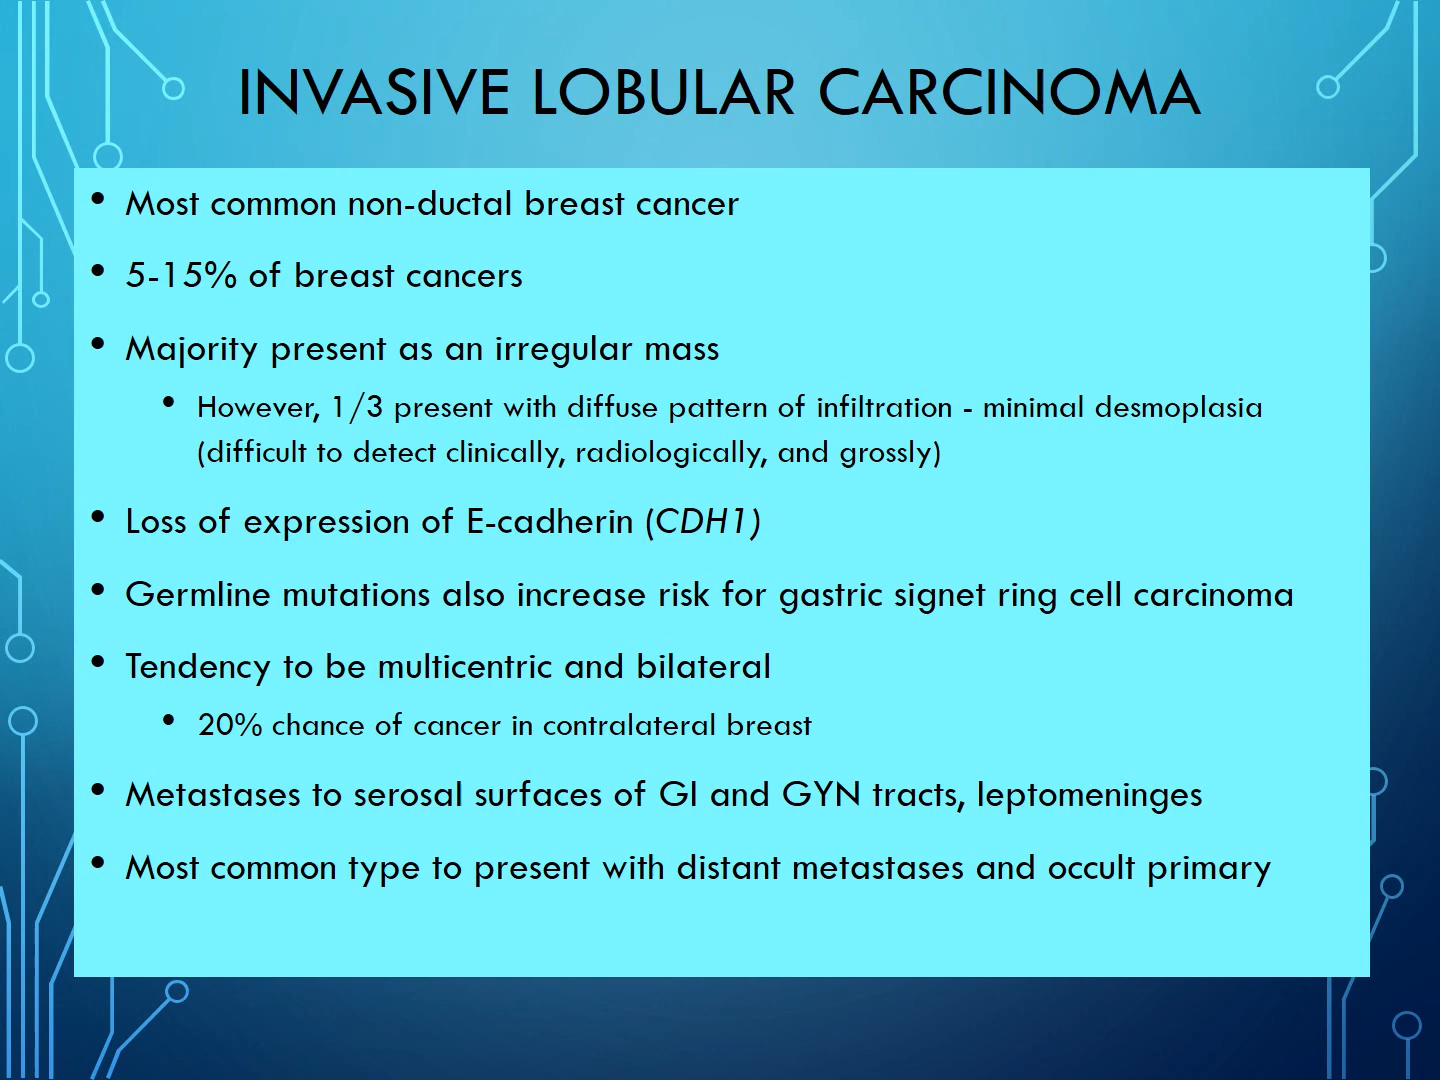 INVASIVE LOBULAR CARCINOMA
• Most common non-ductal breast cancer
• 5-15% of breast cancers
• Majority present as an irregular mass
• However, 1/3 present with diffuse pattern of infiltration - minimal desmoplasia
(difficult to detect clinically, radiologically, and grossly)
• Loss of expression of E-cadherin (CDH1)
• Germline mutations also increase risk for gastric signet ring cell carcinoma
• Tendency to be multicentric and bilateral
• 20% chance of cancer in contralateral breast
• Metastases to serosal surfaces of GI and GYN tracts, leptomeninges
• Most common type to present with distant metastases and occult primary